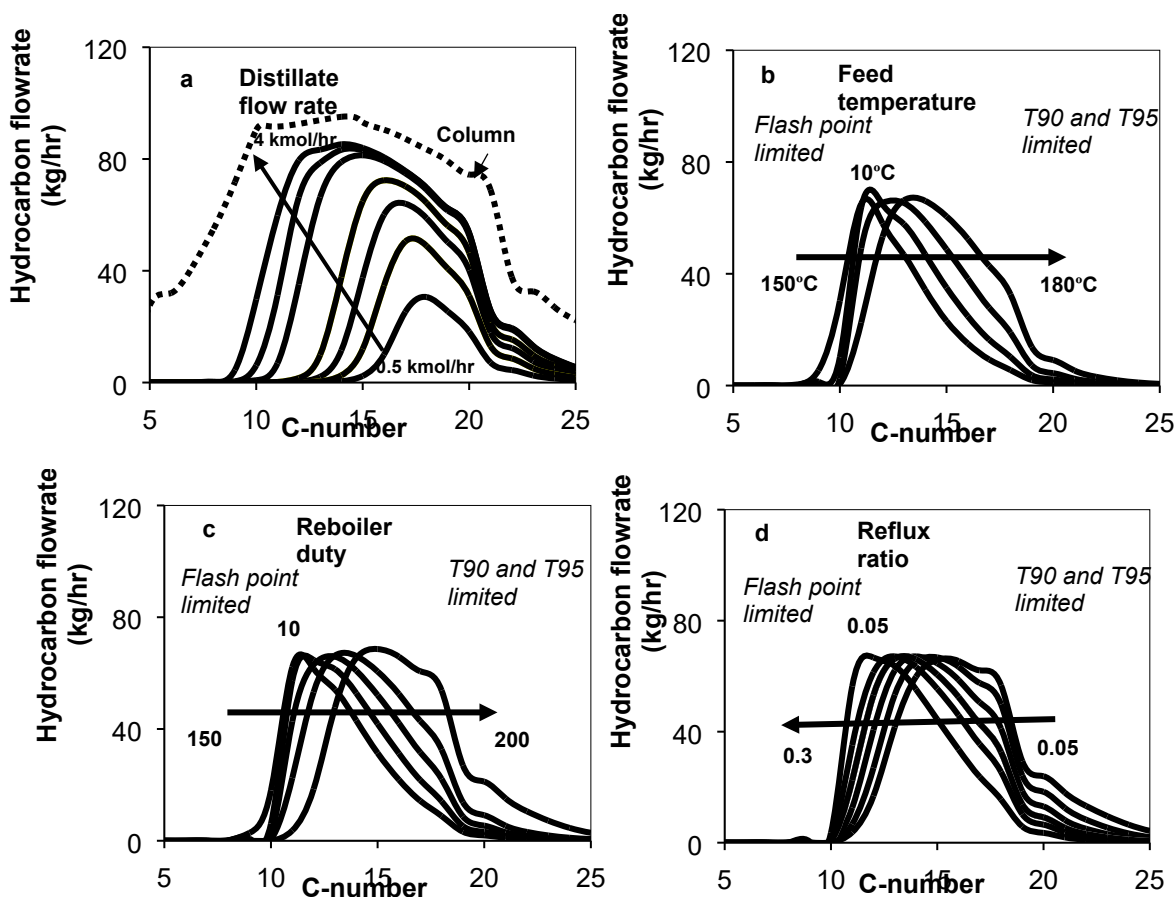 Hydrocarbon flowrate
(kg/hr)
120
80
40
0
a
Distillate
flow rate
4 kmol/hr
Column
0.5 kmol/hr
5
10
15
20
25
C-number
Hydrocarbon flowrate
(kg/hr)
120
80
40
0
b
Feed
temperature
Flash point
limited
T90 and T95
limited
10°C
150°C
180°C
5
10
15
20
25
C-number
Hydrocarbon flowrate
(kg/hr)
120
80
40
0
c
Reboiler
duty
Flash point
limited
T90 and T95
limited
10
150
200
5
10
15
20
25
C-number
Hydrocarbon flowrate
(kg/hr)
120
80
40
0
d
Reflux
ratio
Flash point
limited
T90 and T95
limited
0.05
0.3
0.05
5
10
15
20
25
C-number